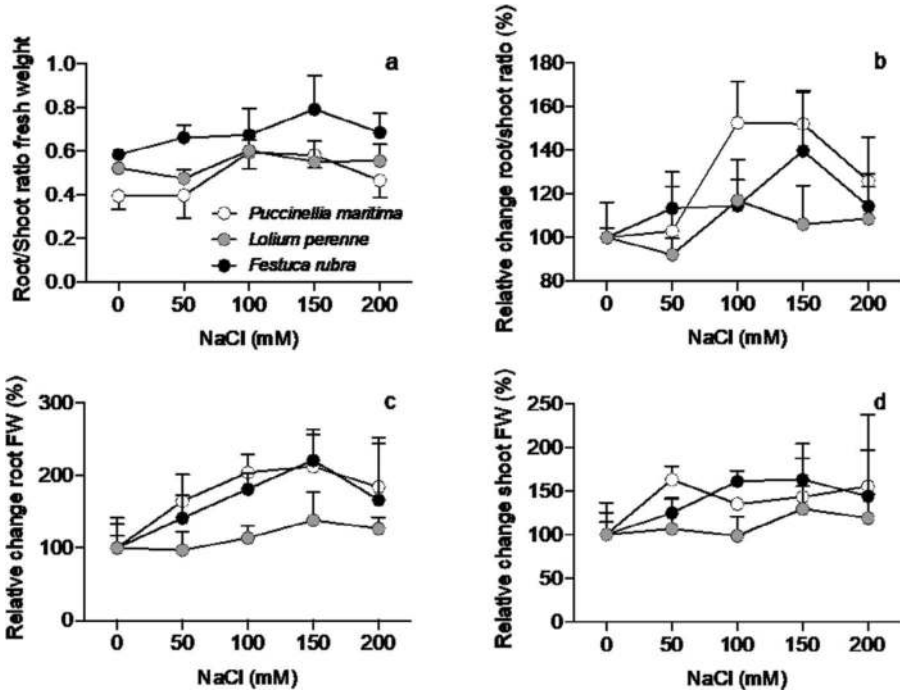 a
Root/Shoot ratio fresh weight
1.0
0.8
0.6
0.4
0.2
0.0
Puccinellia maritima
Lolium perenne
Festuca rubra
0 50 100 150 200
NaCl (mM)
b
Relative change root/shoot ratio (%)
180
160
140
120
100
80
0 50 100 150 200
NaCl (mM)
c
Relative change root FW (%)
300
200
100
0
0 50 100 150 200
NaCl (mM)
d
Relative change shoot FW (%)
250
200
150
100
50
0
0 50 100 150 200
NaCl (mM)